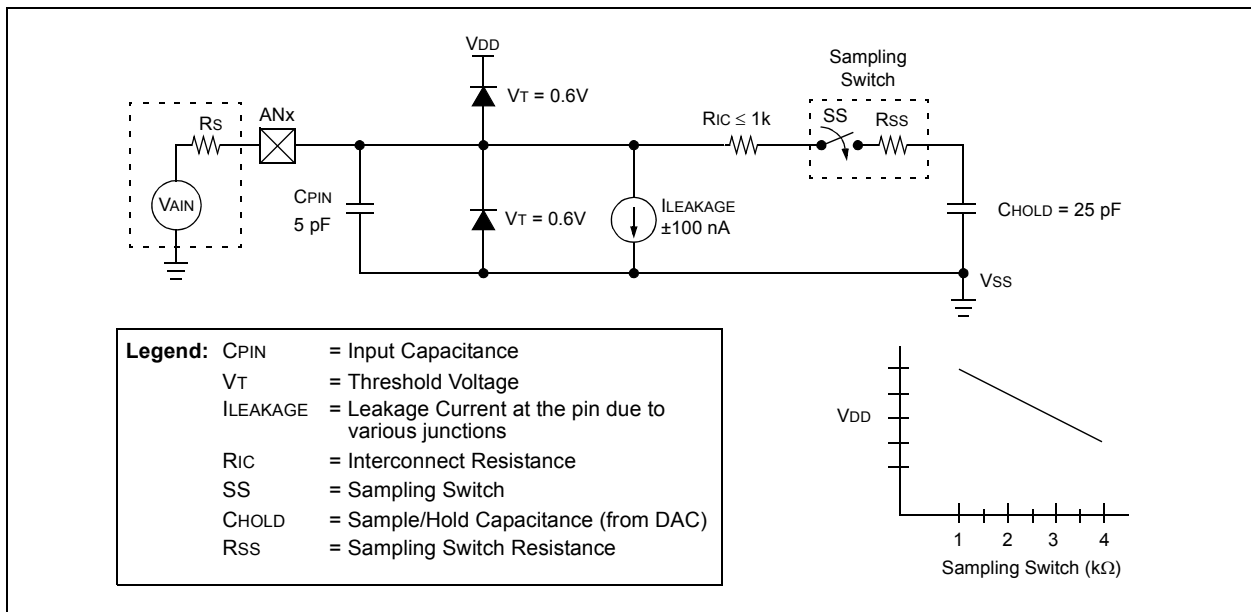 VDD
Sampling
Switch
VT = 0.6V
RS
ANx
RIC ≤ 1k
SS
RSS
VAIN
CPIN
5 pF
VT = 0.6V
ILEAKAGE
±100 nA
CHOLD = 25 pF
VSS
Legend: CPIN = Input Capacitance
VT = Threshold Voltage
ILEAKAGE = Leakage Current at the pin due to
various junctions
RIC = Interconnect Resistance
SS = Sampling Switch
CHOLD = Sample/Hold Capacitance (from DAC)
RSS = Sampling Switch Resistance
VDD
1 2 3 4
Sampling Switch (kΩ)